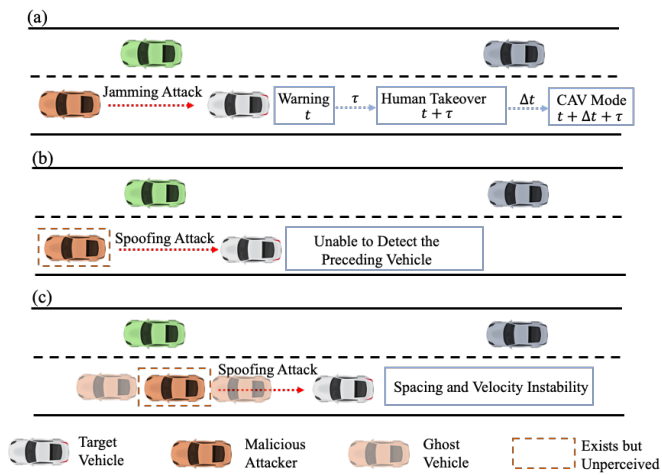 (a)
Jamming Attack
Warning
t
τ
Human Takeover
t + τ
Δt
CAV Mode
t + Δt + τ
(b)
Spoofing Attack
Unable to Detect the
Preceding Vehicle
(c)
Spoofing Attack
Spacing and Velocity Instability
Target
Vehicle
Malicious
Attacker
Ghost
Vehicle
Exists but
Unperceived